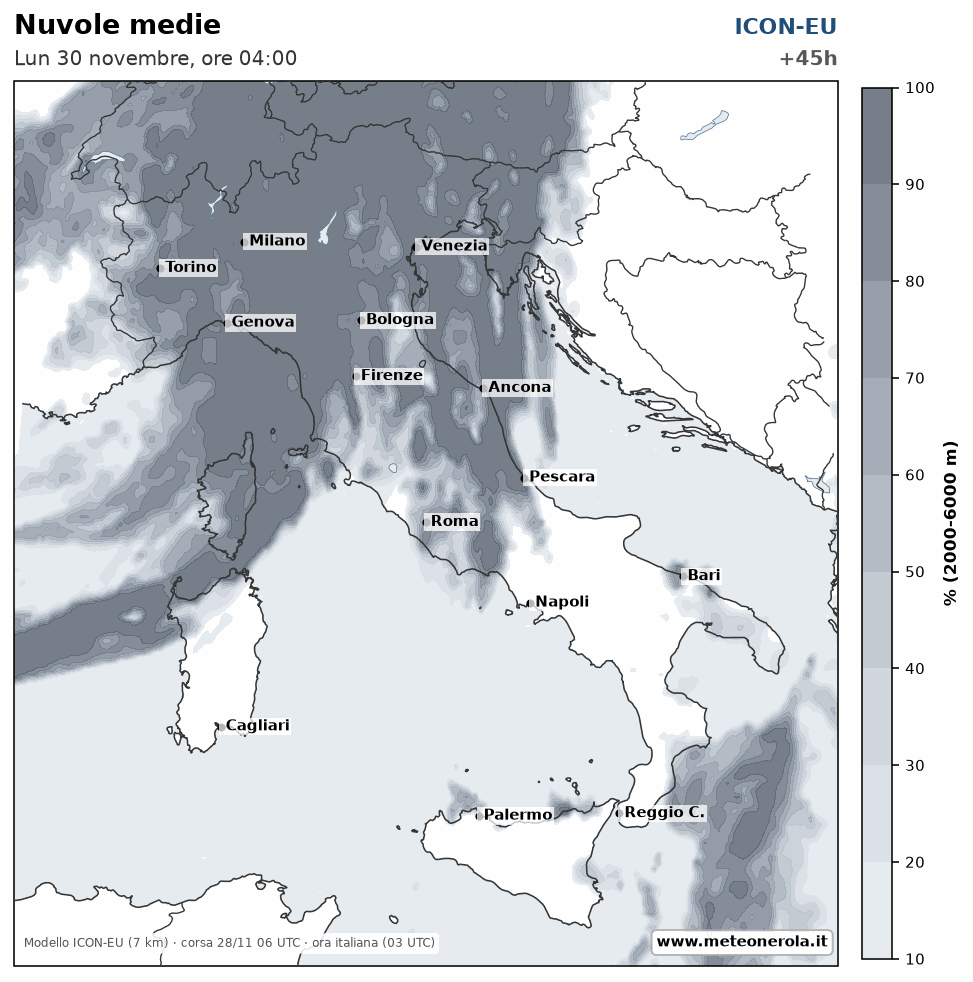 Nuvole medie
ICON-EU
Lun 30 novembre, ore 04:00
+45h
Milano
Venezia
Torino
Genova
Bologna
Firenze
Ancona
Pescara
Roma
Bari
Napoli
Cagliari
Palermo
Reggio C.
Modello ICON-EU (7 km) · corsa 28/11 06 UTC · ora italiana (03 UTC)
www.meteonerola.it
100
90
80
70
60
50
40
30
20
10
% (2000-6000 m)